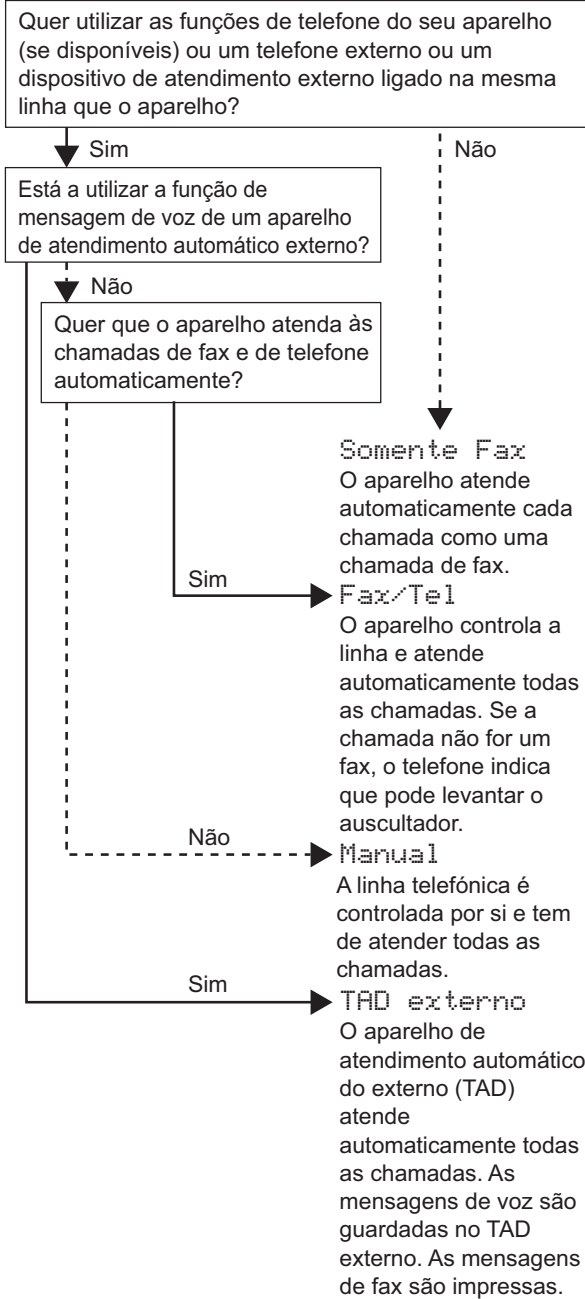 Quer utilizar as funções de telefone do seu aparelho
(se disponíveis) ou um telefone externo ou um
dispositivo de atendimento externo ligado na mesma
linha que o aparelho?
Sim
Não
Está a utilizar a função de
mensagem de voz de um aparelho
de atendimento automático externo?
Não
Quer que o aparelho atenda às
chamadas de fax e de telefone
automaticamente?
Somente Fax
O aparelho atende
automaticamente cada
chamada como uma
chamada de fax.
Sim
Fax/Tel
O aparelho controla a
linha e atende
automaticamente todas
as chamadas. Se a
chamada não for um
fax, o telefone indica
que pode levantar o
auscultador.
Não
Manual
A linha telefónica é
controlada por si e tem
de atender todas as
chamadas.
Sim
TAD externo
O aparelho de
atendimento automático
do externo (TAD)
atende
automaticamente todas
as chamadas. As
mensagens de voz são
guardadas no TAD
externo. As mensagens
de fax são impressas.